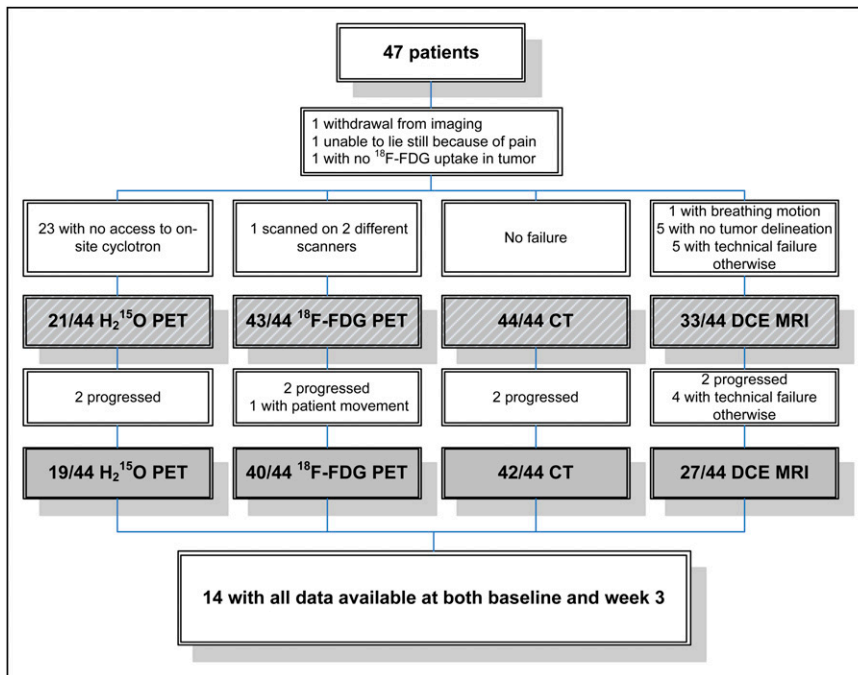 47 patients
1 withdrawal from imaging
1 unable to lie still because of pain
1 with no ¹⁸F-FDG uptake in tumor
23 with no access to on-
site cyclotron
1 scanned on 2 different
scanners
No failure
1 with breathing motion
5 with no tumor delineation
5 with technical failure
otherwise
21/44 H₂¹⁵O PET
43/44 ¹⁸F-FDG PET
44/44 CT
33/44 DCE MRI
2 progressed
2 progressed
1 with patient movement
2 progressed
2 progressed
4 with technical failure
otherwise
19/44 H₂¹⁵O PET
40/44 ¹⁸F-FDG PET
42/44 CT
27/44 DCE MRI
14 with all data available at both baseline and week 3